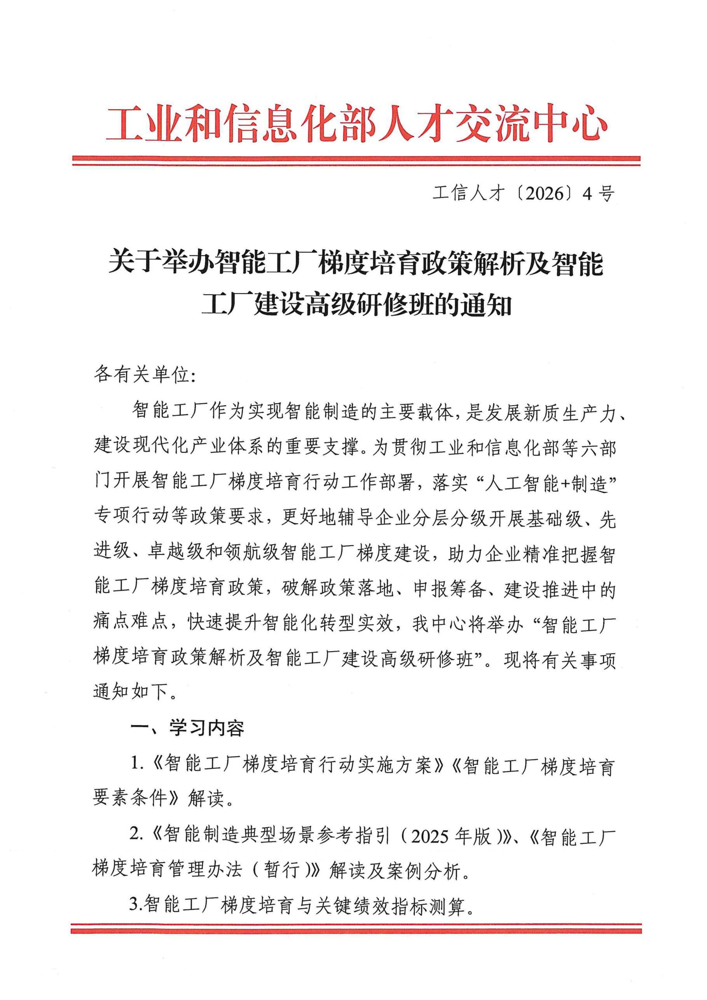 工业和信息化部人才交流中心
工信人才〔2026〕4 号
关于举办智能工厂梯度培育政策解析及智能
工厂建设高级研修班的通知
各有关单位:
智能工厂作为实现智能制造的主要载体,是发展新质生产力、
建设现代化产业体系的重要支撑。为贯彻工业和信息化部等六部
门开展智能工厂梯度培育行动工作部署，落实“人工智能+制造”
专项行动等政策要求，更好地辅导企业分层分级开展基础级、先
进级、卓越级和领航级智能工厂梯度建设，助力企业精准把握智
能工厂梯度培育政策，破解政策落地、申报筹备、建设推进中的
痛点难点，快速提升智能化转型实效，我中心将举办“智能工厂
梯度培育政策解析及智能工厂建设高级研修班”。现将有关事项
通知如下。
一、学习内容
1.《智能工厂梯度培育行动实施方案》《智能工厂梯度培育
要素条件》解读。
2.《智能制造典型场景参考指引（2025 年版）》、《智能工厂
梯度培育管理办法（暂行）》解读及案例分析。
3.智能工厂梯度培育与关键绩效指标测算。